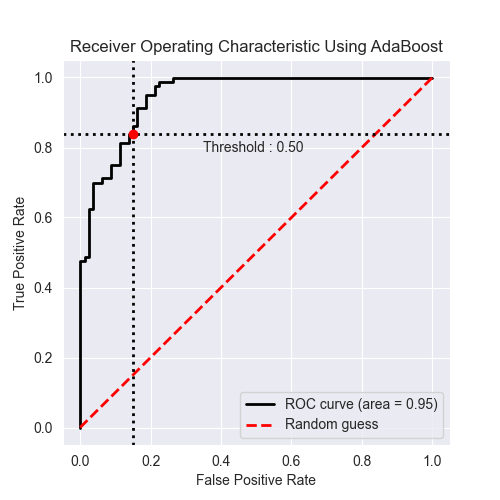 Receiver Operating Characteristic Using AdaBoost
1.0
0.8
0.6
0.4
0.2
0.0
True Positive Rate
Threshold : 0.50
ROC curve (area = 0.95)
Random guess
0.0 0.2 0.4 0.6 0.8 1.0
False Positive Rate